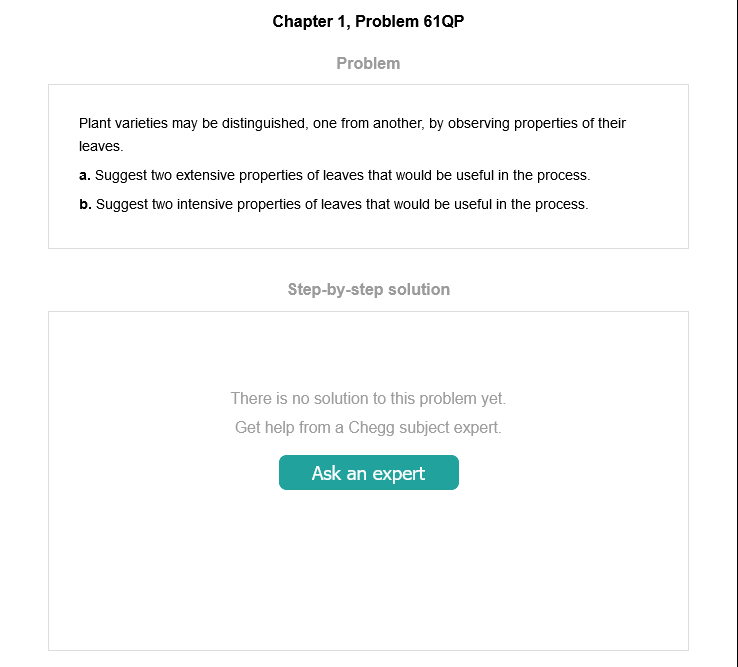 Chapter 1, Problem 61QP
Problem
Plant varieties may be distinguished, one from another, by observing properties of their
leaves.
a. Suggest two extensive properties of leaves that would be useful in the process.
b. Suggest two intensive properties of leaves that would be useful in the process.
Step-by-step solution
There is no solution to this problem yet.
Get help from a Chegg subject expert.
Ask an expert